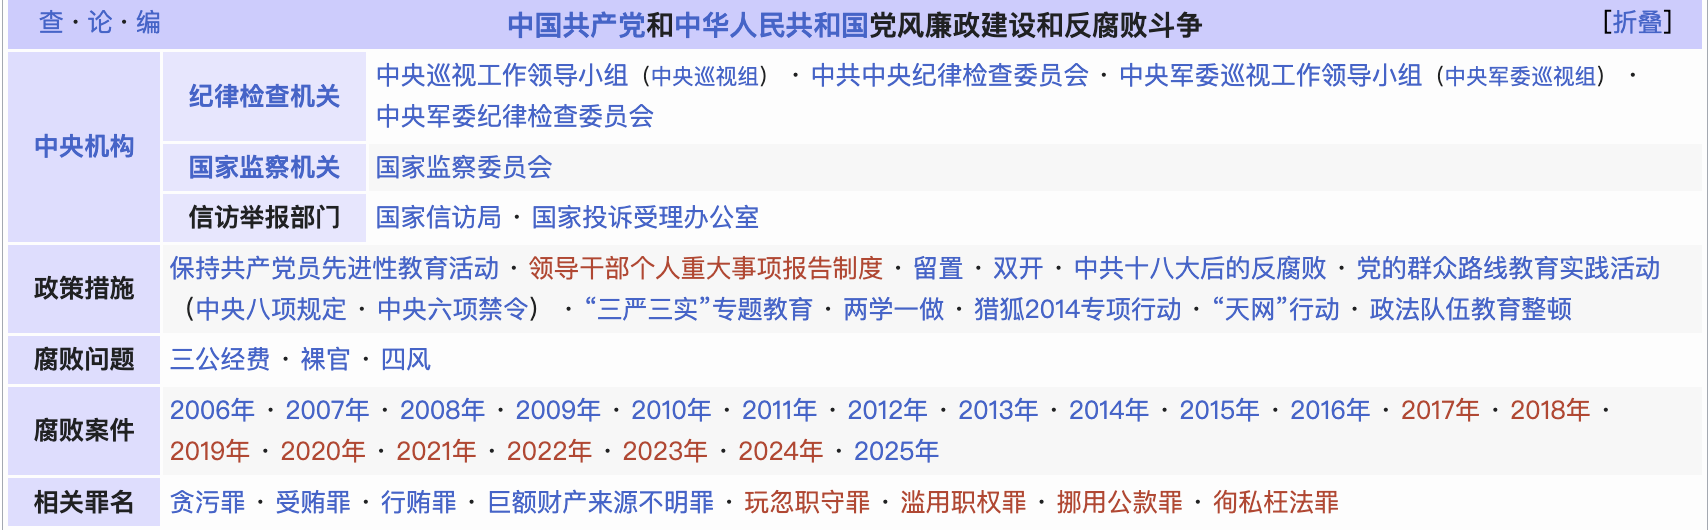 查·论·编
中国共产党和中华人民共和国党风廉政建设和反腐败斗争
[折叠]
中央机构
纪律检查机关
中央巡视工作领导小组（中央巡视组） · 中共中央纪律检查委员会 · 中央军委巡视工作领导小组（中央军委巡视组） ·
中央军委纪律检查委员会
国家监察机关
国家监察委员会
信访举报部门
国家信访局 · 国家投诉受理办公室
政策措施
保持共产党员先进性教育活动 · 领导干部个人重大事项报告制度 · 留置 · 双开 · 中共十八大后的反腐败 · 党的群众路线教育实践活动
（中央八项规定 · 中央六项禁令） · “三严三实”专题教育 · 两学一做 · 猎狐2014专项行动 · “天网”行动 · 政法队伍教育整顿
腐败问题
三公经费 · 裸官 · 四风
腐败案件
2006年 · 2007年 · 2008年 · 2009年 · 2010年 · 2011年 · 2012年 · 2013年 · 2014年 · 2015年 · 2016年 · 2017年 · 2018年 ·
2019年 · 2020年 · 2021年 · 2022年 · 2023年 · 2024年 · 2025年
相关罪名
贪污罪 · 受贿罪 · 行贿罪 · 巨额财产来源不明罪 · 玩忽职守罪 · 滥用职权罪 · 挪用公款罪 · 徇私枉法罪